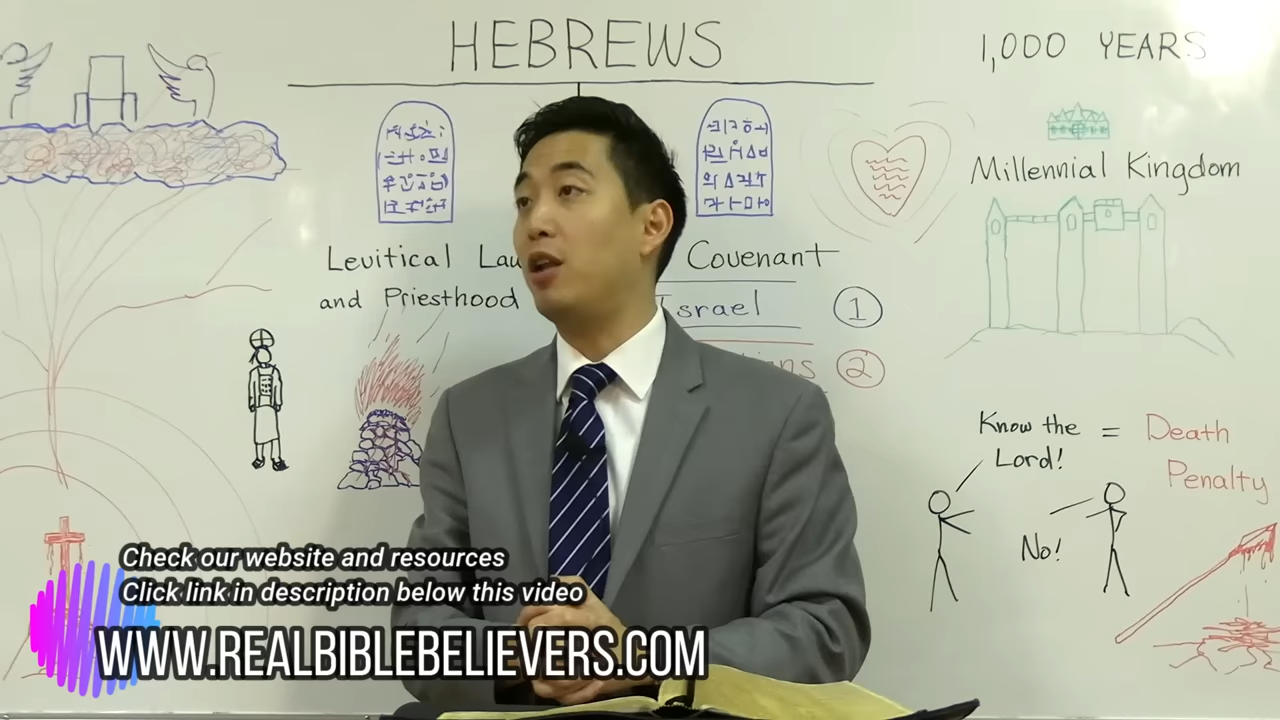 HEBREWS
1,000 YEARS
Millennial Kingdom
Levitical Law
and Priesthood
Covenant
Israel 1
2
Know the
Lord!
= Death
Penalty
No!
Check our website and resources
Click link in description below this video
WWW.REALBIBLEBELIEVERS.COM